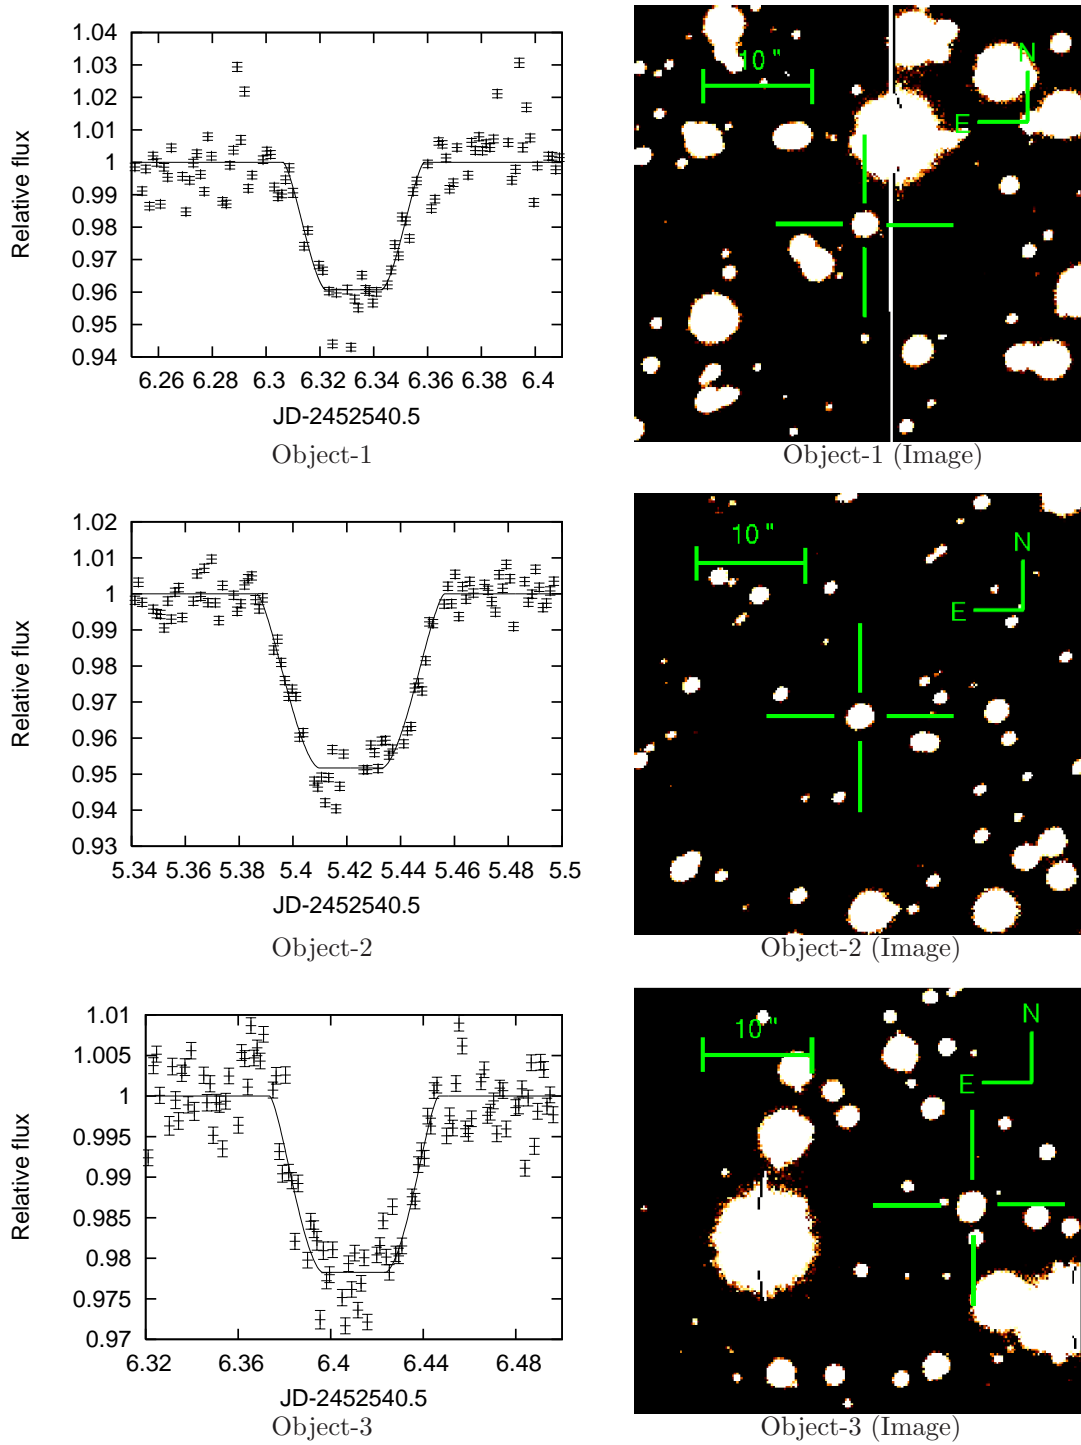 1.04
1.03
1.02
1.01
1
0.99
0.98
0.97
0.96
0.95
0.94
Relative flux
6.26 6.28 6.3 6.32 6.34 6.36 6.38 6.4
JD-2452540.5
Object-1
10 "
N
E
Object-1 (Image)
1.02
1.01
1
0.99
0.98
0.97
0.96
0.95
0.94
0.93
Relative flux
5.34 5.36 5.38 5.4 5.42 5.44 5.46 5.48 5.5
JD-2452540.5
Object-2
10 "
N
E
Object-2 (Image)
1.01
1.005
1
0.995
0.99
0.985
0.98
0.975
0.97
Relative flux
6.32 6.36 6.4 6.44 6.48
JD-2452540.5
Object-3
10 "
N
E
Object-3 (Image)